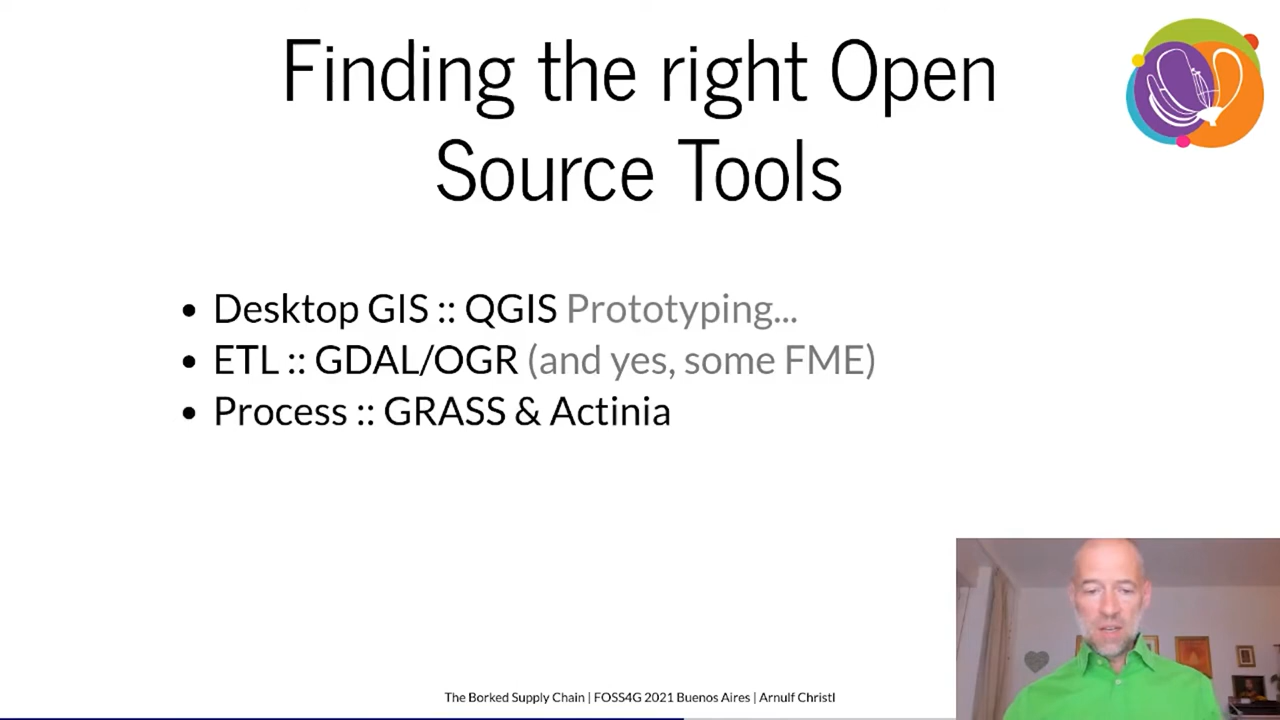 Finding the right Open
Source Tools
• Desktop GIS :: QGIS Prototyping...
• ETL :: GDAL/OGR (and yes, some FME)
• Process :: GRASS & Actinia
The Borked Supply Chain | FOSS4G 2021 Buenos Aires | Arnulf Christl